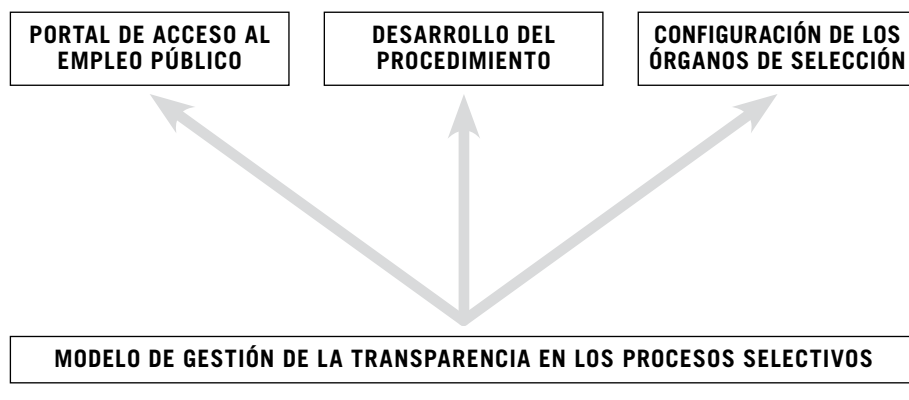 PORTAL DE ACCESO AL
EMPLEO PÚBLICO
DESARROLLO DEL
PROCEDIMIENTO
CONFIGURACIÓN DE LOS
ÓRGANOS DE SELECCIÓN
MODELO DE GESTIÓN DE LA TRANSPARENCIA EN LOS PROCESOS SELECTIVOS